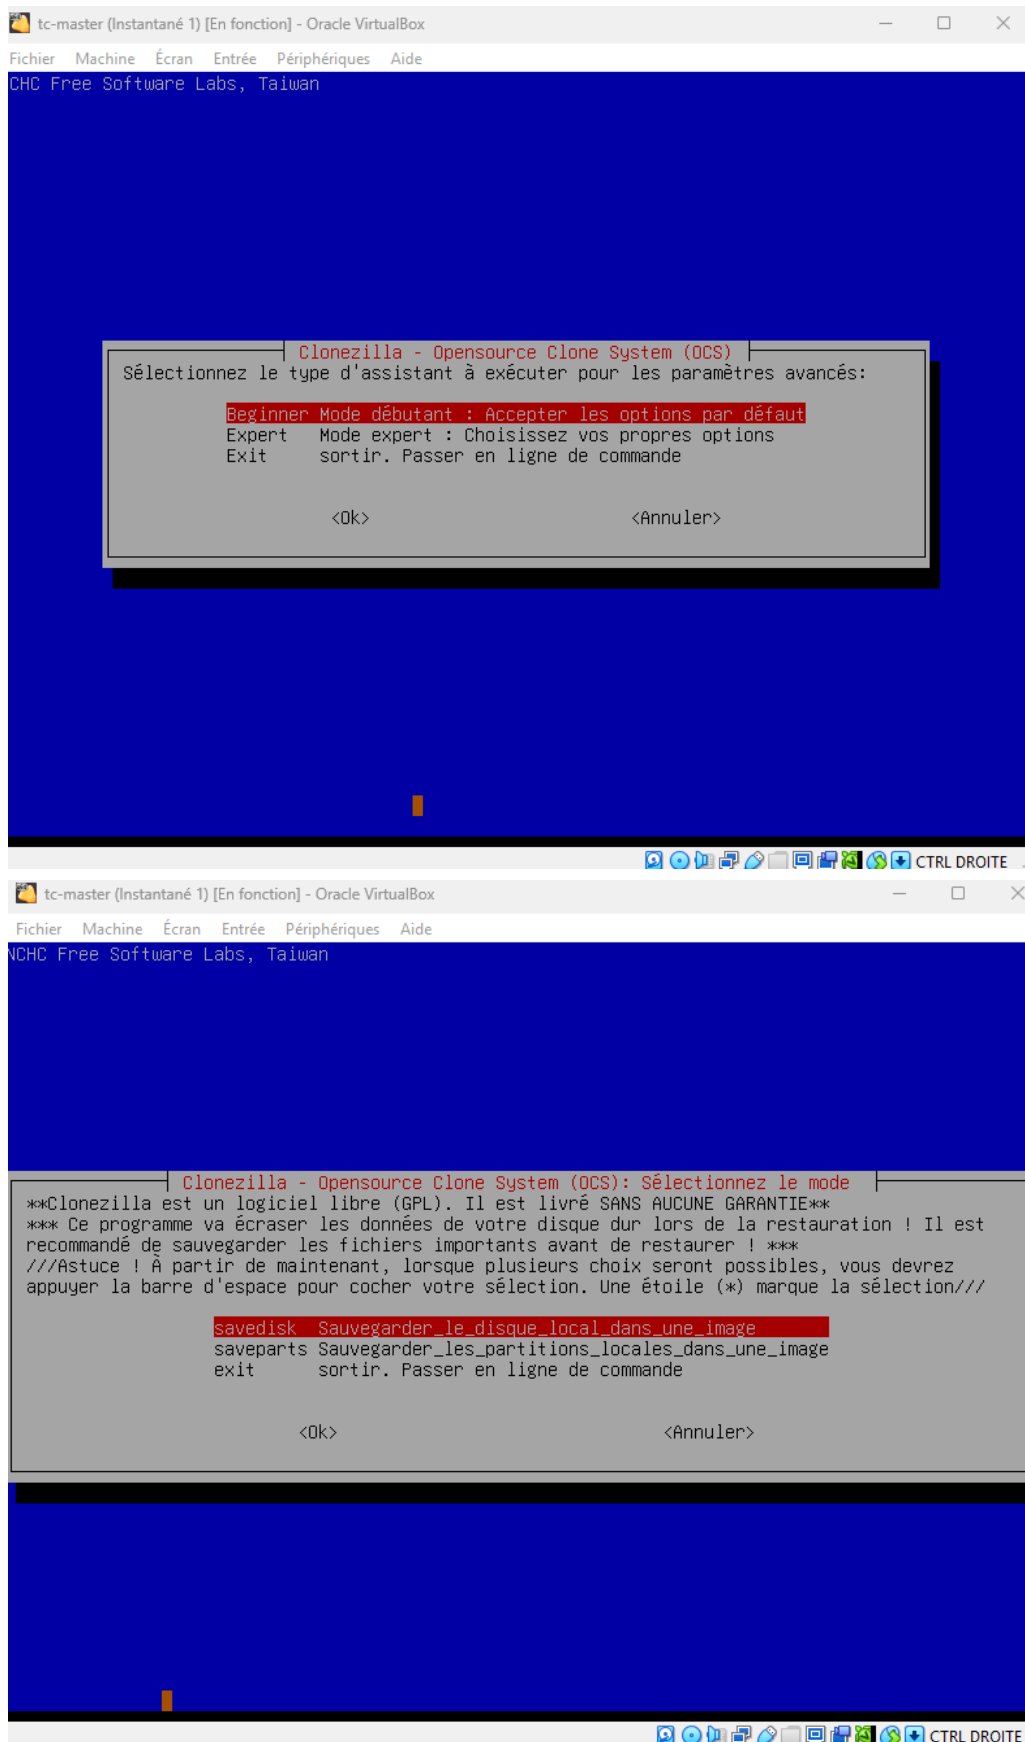 tc-master (Instantané 1) [En fonction] - Oracle VirtualBox
Fichier Machine Écran Entrée Périphériques Aide
CHC Free Software Labs, Taiwan
Clonezilla - Opensource Clone System (OCS)
Sélectionnez le type d'assistant à exécuter pour les paramètres avancés:
Beginner Mode débutant : Accepter les options par défaut
Expert Mode expert : Choisissez vos propres options
Exit sortir. Passer en ligne de commande
<Ok> <Annuler>
CTRL DROITE
tc-master (Instantané 1) [En fonction] - Oracle VirtualBox
Fichier Machine Écran Entrée Périphériques Aide
NCHC Free Software Labs, Taiwan
Clonezilla - Opensource Clone System (OCS): Sélectionnez le mode
**Clonezilla est un logiciel libre (GPL). Il est livré SANS AUCUNE GARANTIE**
*** Ce programme va écraser les données de votre disque dur lors de la restauration ! Il est
recommandé de sauvegarder les fichiers importants avant de restaurer ! ***
///Astuce ! À partir de maintenant, lorsque plusieurs choix seront possibles, vous devrez
appuyer la barre d'espace pour cocher votre sélection. Une étoile (*) marque la sélection///
savedisk Sauvegarder_le_disque_local_dans_une_image
saveparts Sauvegarder_les_partitions_locales_dans_une_image
exit sortir. Passer en ligne de commande
<Ok> <Annuler>
CTRL DROITE